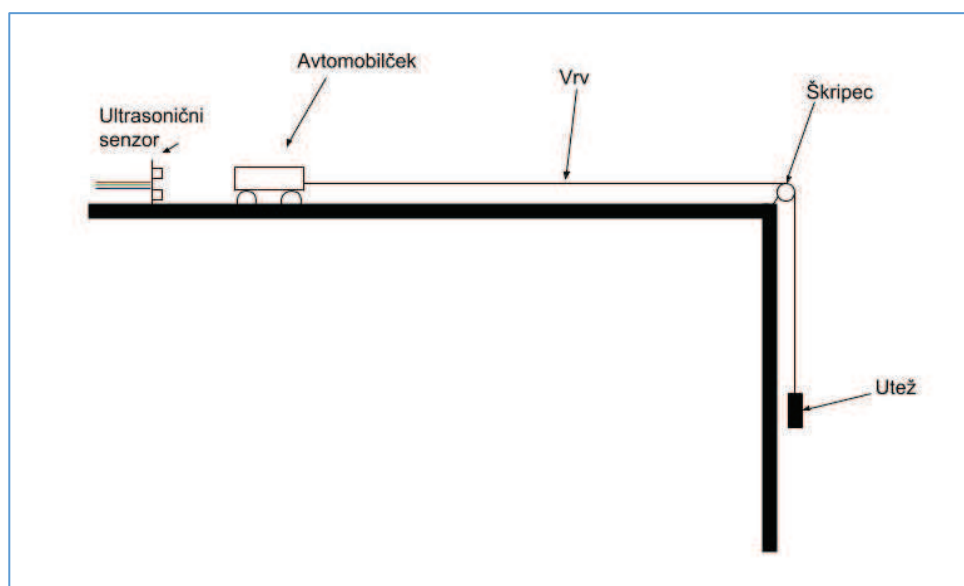 Avtomobilček
Vrv
Škripec
Ultrasonični
senzor
Utež